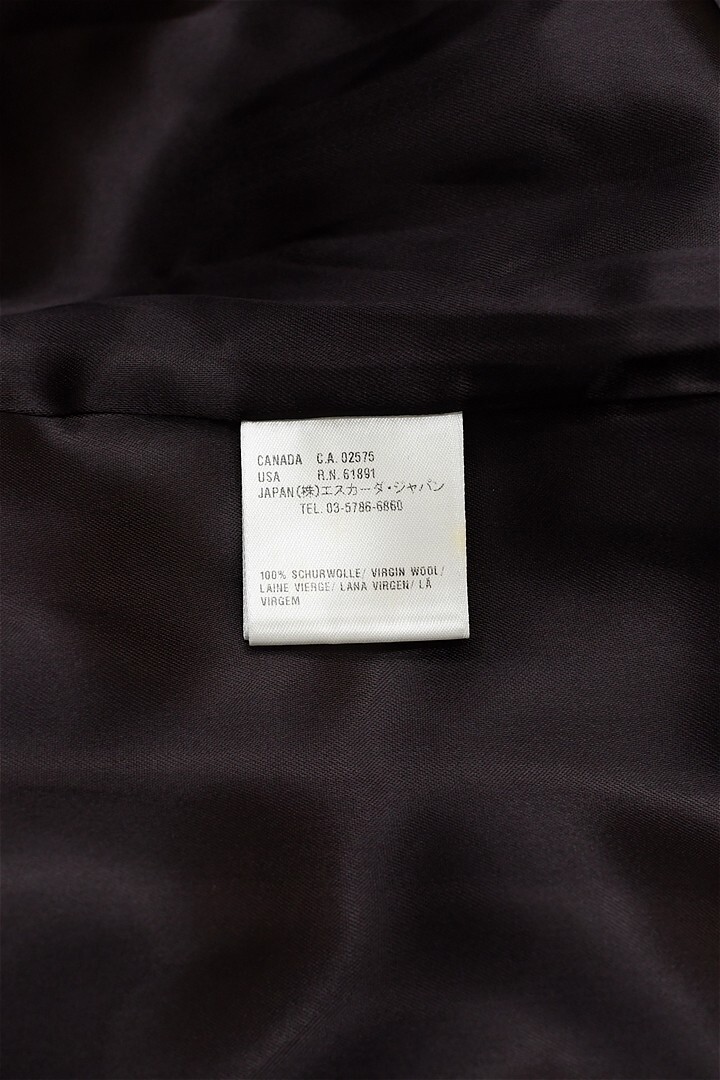 CANADA C.A. 02575
USA R.N. 61891
JAPAN(株)エスカーダ・ジャパン
TEL. 03-5786-6860
100% SCHURWOLLE/ VIRGIN WOOL/
LAINE VIERGE/ LANA VIRGEN/ LÃ
VIRGEM